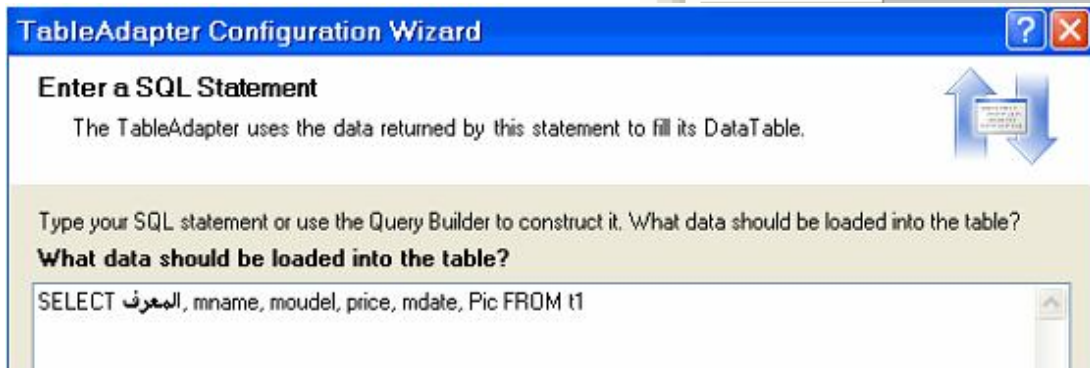 TableAdapter Configuration Wizard
Enter a SQL Statement
The TableAdapter uses the data returned by this statement to fill its DataTable.
Type your SQL statement or use the Query Builder to construct it. What data should be loaded into the table?
What data should be loaded into the table?
SELECT المعرف, mname, moudel, price, mdate, Pic FROM t1